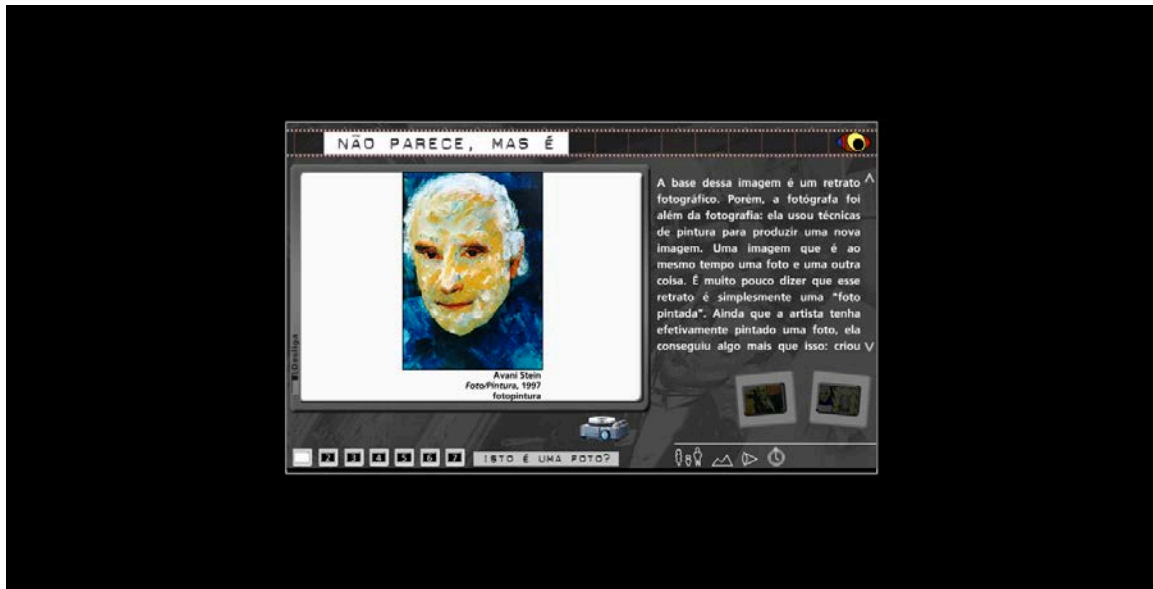 NÃO PARECE, MAS É
A base dessa imagem é um retrato
fotográfico. Porém, a fotógrafa foi
além da fotografia: ela usou técnicas
de pintura para produzir uma nova
imagem. Uma imagem que é ao
mesmo tempo uma foto e uma outra
coisa. É muito pouco dizer que esse
retrato é simplesmente uma "foto
pintada". Ainda que a artista tenha
efetivamente pintado uma foto, ela
conseguiu algo mais que isso: criou
Desliga
Avani Stein
Foto/Pintura, 1997
fotopintura
2 3 4 5 6 7
ISTO É UMA FOTO?